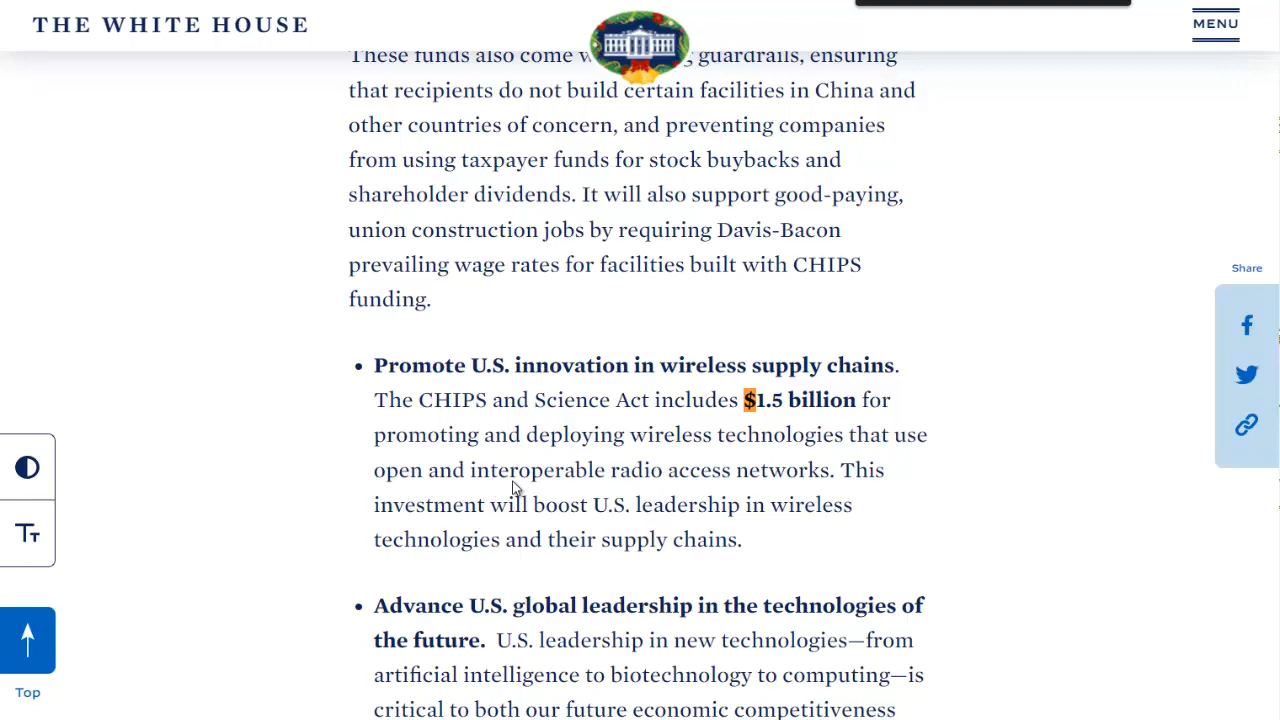 THE WHITE HOUSE
MENU
These funds also come guardrails, ensuring
that recipients do not build certain facilities in China and
other countries of concern, and preventing companies
from using taxpayer funds for stock buybacks and
shareholder dividends. It will also support good-paying,
union construction jobs by requiring Davis-Bacon
prevailing wage rates for facilities built with CHIPS
funding.
Share
• Promote U.S. innovation in wireless supply chains.
The CHIPS and Science Act includes $1.5 billion for
promoting and deploying wireless technologies that use
open and interoperable radio access networks. This
investment will boost U.S. leadership in wireless
technologies and their supply chains.
• Advance U.S. global leadership in the technologies of
the future. U.S. leadership in new technologies—from
artificial intelligence to biotechnology to computing—is
critical to both our future economic competitiveness
TT
Top